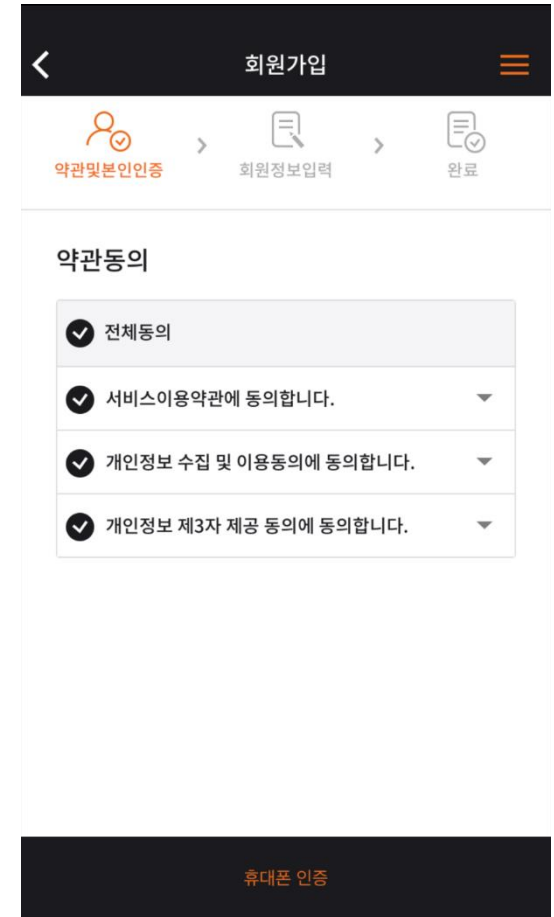 회원가입
약관및본인인증
회원정보입력
완료
약관동의
전체동의
서비스이용약관에 동의합니다.
개인정보 수집 및 이용동의에 동의합니다.
개인정보 제3자 제공 동의에 동의합니다.
휴대폰 인증